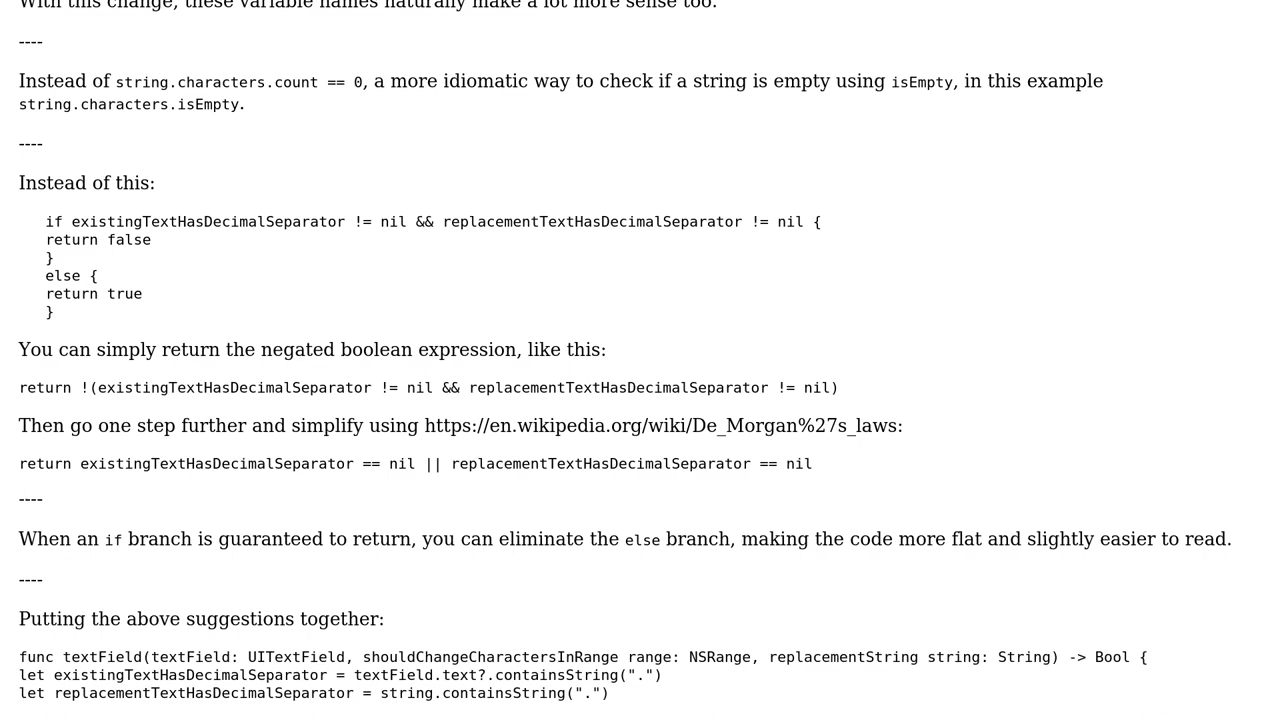 With this change, these variable names naturally make a lot more sense too.
----
Instead of string.characters.count == 0, a more idiomatic way to check if a string is empty using isEmpty, in this example
string.characters.isEmpty.
----
Instead of this:
if existingTextHasDecimalSeparator != nil && replacementTextHasDecimalSeparator != nil {
return false
}
else {
return true
}
You can simply return the negated boolean expression, like this:
return !(existingTextHasDecimalSeparator != nil && replacementTextHasDecimalSeparator != nil)
Then go one step further and simplify using https://en.wikipedia.org/wiki/De_Morgan%27s_laws:
return existingTextHasDecimalSeparator == nil || replacementTextHasDecimalSeparator == nil
----
When an if branch is guaranteed to return, you can eliminate the else branch, making the code more flat and slightly easier to read.
----
Putting the above suggestions together:
func textField(textField: UITextField, shouldChangeCharactersInRange range: NSRange, replacementString string: String) -> Bool {
let existingTextHasDecimalSeparator = textField.text?.containsString(".")
let replacementTextHasDecimalSeparator = string.containsString(".")